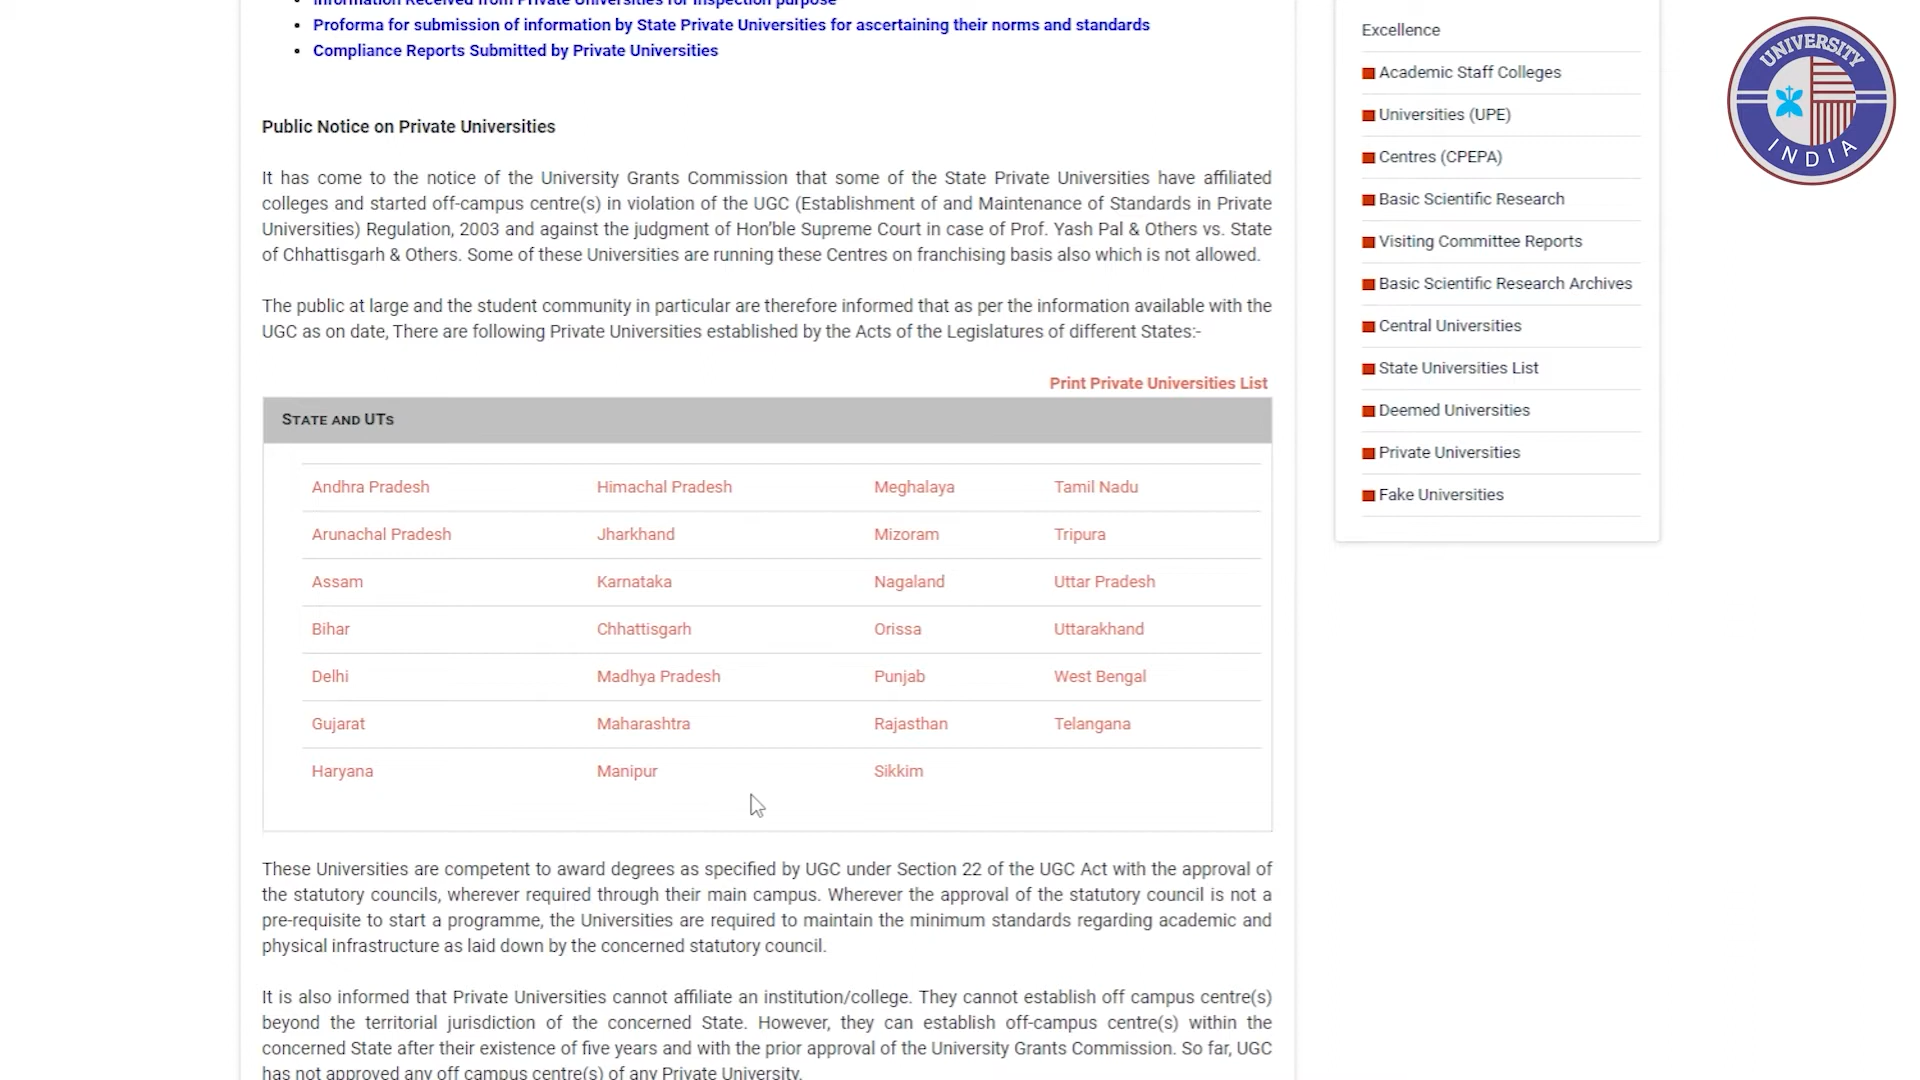 Information Received from Private Universities for inspection purpose
Proforma for submission of information by State Private Universities for ascertaining their norms and standards
Compliance Reports Submitted by Private Universities
Public Notice on Private Universities
It has come to the notice of the University Grants Commission that some of the State Private Universities have affiliated
colleges and started off-campus centre(s) in violation of the UGC (Establishment of and Maintenance of Standards in Private
Universities) Regulation, 2003 and against the judgment of Hon'ble Supreme Court in case of Prof. Yash Pal & Others vs. State
of Chhattisgarh & Others. Some of these Universities are running these Centres on franchising basis also which is not allowed.
The public at large and the student community in particular are therefore informed that as per the information available with the
UGC as on date, There are following Private Universities established by the Acts of the Legislatures of different States:-
Print Private Universities List
STATE AND UTS
Andhra Pradesh Himachal Pradesh Meghalaya Tamil Nadu
Arunachal Pradesh Jharkhand Mizoram Tripura
Assam Karnataka Nagaland Uttar Pradesh
Bihar Chhattisgarh Orissa Uttarakhand
Delhi Madhya Pradesh Punjab West Bengal
Gujarat Maharashtra Rajasthan Telangana
Haryana Manipur Sikkim
These Universities are competent to award degrees as specified by UGC under Section 22 of the UGC Act with the approval of
the statutory councils, wherever required through their main campus. Wherever the approval of the statutory council is not a
pre-requisite to start a programme, the Universities are required to maintain the minimum standards regarding academic and
physical infrastructure as laid down by the concerned statutory council.
It is also informed that Private Universities cannot affiliate an institution/college. They cannot establish off campus centre(s)
beyond the territorial jurisdiction of the concerned State. However, they can establish off-campus centre(s) within the
concerned State after their existence of five years and with the prior approval of the University Grants Commission. So far, UGC
has not approved any off campus centre(s) of any Private University.
Excellence
Academic Staff Colleges
Universities (UPE)
Centres (CPEPA)
Basic Scientific Research
Visiting Committee Reports
Basic Scientific Research Archives
Central Universities
State Universities List
Deemed Universities
Private Universities
Fake Universities
UNIVERSITY
INDIA